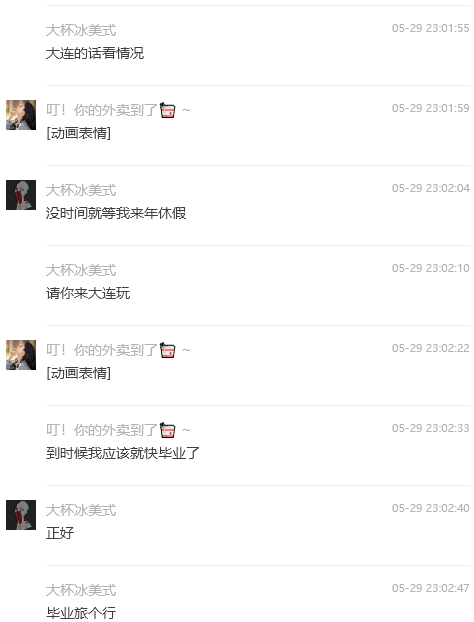 大杯冰美式 05-29 23:01:55
大连的话看情况
叮！你的外卖到了 ~ 05-29 23:01:59
[动画表情]
大杯冰美式 05-29 23:02:04
没时间就等我来年休假
大杯冰美式 05-29 23:02:10
请你来大连玩
叮！你的外卖到了 ~ 05-29 23:02:22
[动画表情]
叮！你的外卖到了 ~ 05-29 23:02:33
到时候我应该就快毕业了
大杯冰美式 05-29 23:02:40
正好
大杯冰美式 05-29 23:02:47
毕业旅个行